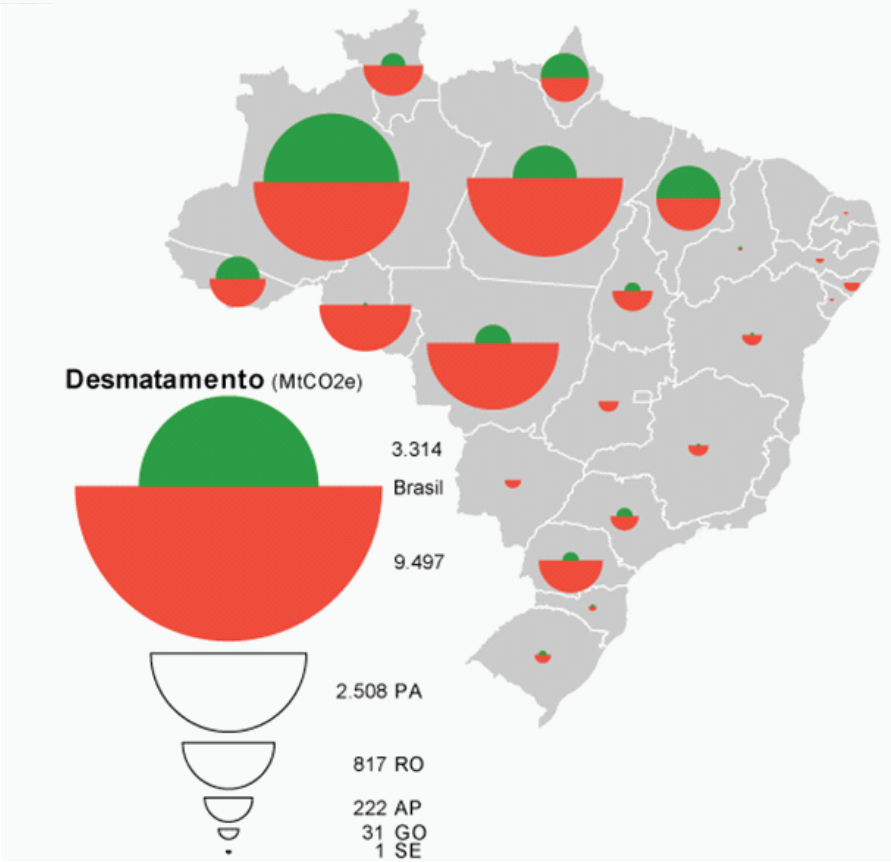 Desmatamento (MtCO2e)
3.314
Brasil
9.497
2.508 PA
817 RO
222 AP
31 GO
1 SE